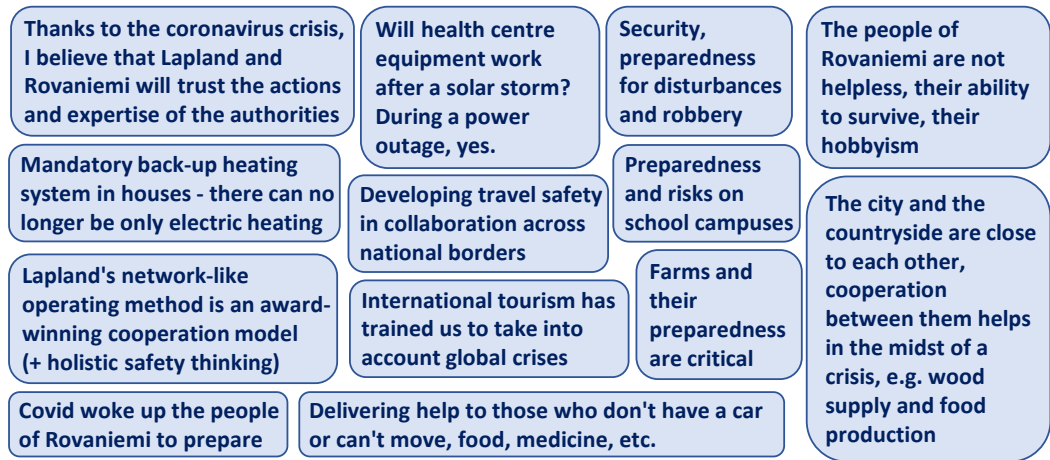 Thanks to the coronavirus crisis,
I believe that Lapland and
Rovaniemi will trust the actions
and expertise of the authorities
Will health centre
equipment work
after a solar storm?
During a power
outage, yes.
Security,
preparedness
for disturbances
and robbery
The people of
Rovaniemi are not
helpless, their ability
to survive, their
hobbyism
Mandatory back-up heating
system in houses - there can no
longer be only electric heating
Developing travel safety
in collaboration across
national borders
Preparedness
and risks on
school campuses
The city and the
countryside are close
to each other,
cooperation
between them helps
in the midst of a
crisis, e.g. wood
supply and food
production
Lapland's network-like
operating method is an award-
winning cooperation model
(+ holistic safety thinking)
International tourism has
trained us to take into
account global crises
Farms and
their
preparedness
are critical
Covid woke up the people
of Rovaniemi to prepare
Delivering help to those who don't have a car
or can't move, food, medicine, etc.